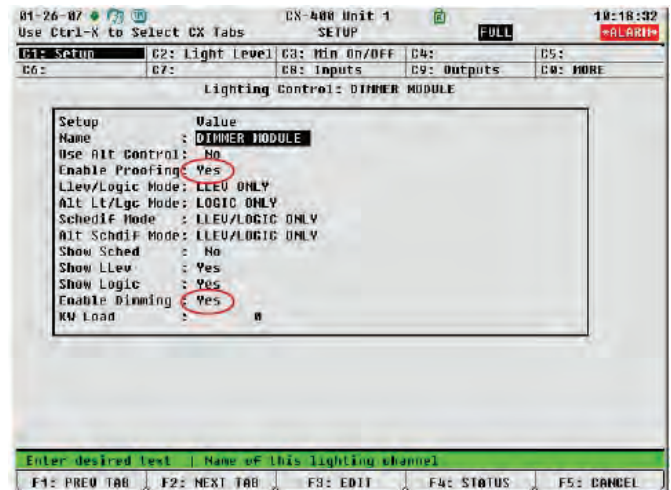 01-26-07 CX-400 Unit 1 10:18:32
Use Ctrl-X to Select CX Tabs SETUP FULL *ALARM*
C1: Setup C2: Light Level C3: Min On/OFF C4: C5:
C6: C7: C8: Inputs C9: Outputs C0: MORE
Lighting Control: DIMMER MODULE
Setup Value
Name : DIMMER MODULE
Use Alt Control: No
Enable Proofing: Yes
Llev/Logic Mode: LLEV ONLY
Alt Lt/Lgc Mode: LOGIC ONLY
SchedIF Mode : LLEV/LOGIC ONLY
Alt SchdIF Mode: LLEV/LOGIC ONLY
Show Sched : No
Show LLev : Yes
Show Logic : Yes
Enable Dimming : Yes
KW Load : 0
Enter desired text | Name of this lighting channel
F1: PREV TAB F2: NEXT TAB F3: EDIT F4: STATUS F5: CANCEL